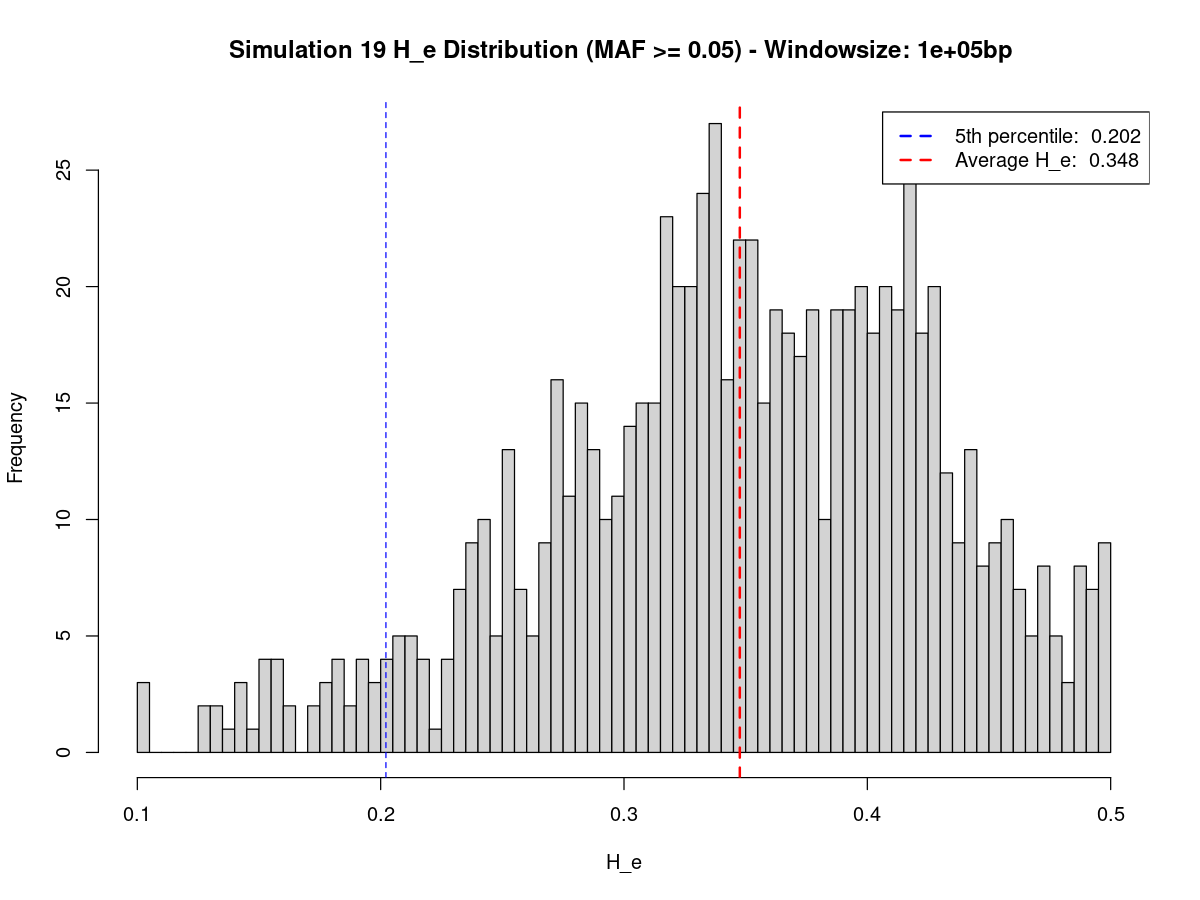 Simulation 19 H_e Distribution (MAF >= 0.05) - Windowsize: 1e+05bp
5th percentile: 0.202
Average H_e: 0.348
25
20
15
10
5
0
Frequency
0.1 0.2 0.3 0.4 0.5
H_e